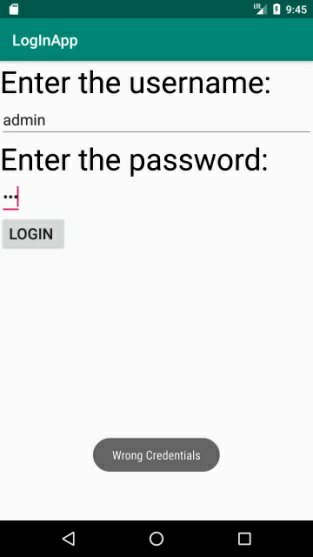 9:45
LogInApp
Enter the username:
admin
Enter the password:
•••
LOGIN
Wrong Credentials